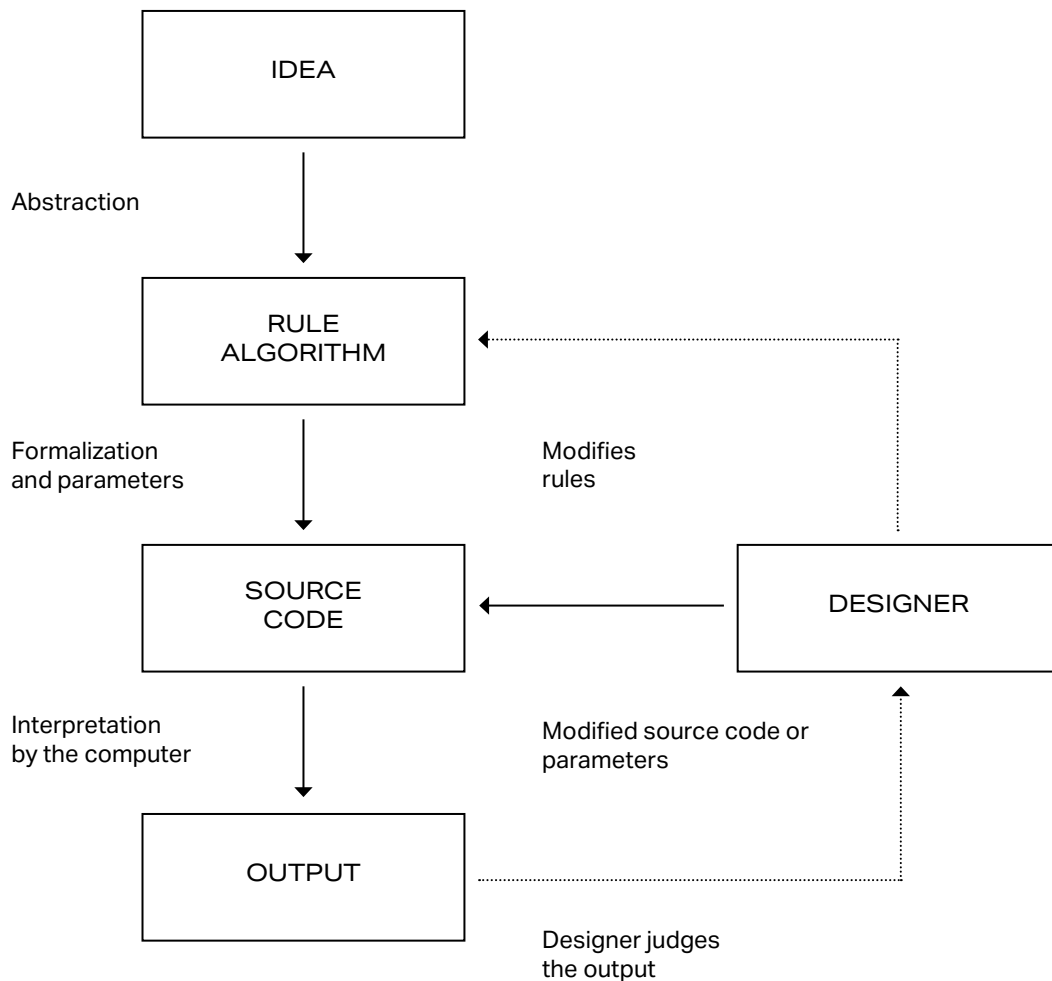 IDEA
Abstraction
RULE
ALGORITHM
Formalization
and parameters
Modifies
rules
SOURCE
CODE
DESIGNER
Interpretation
by the computer
Modified source code or
parameters
OUTPUT
Designer judges
the output